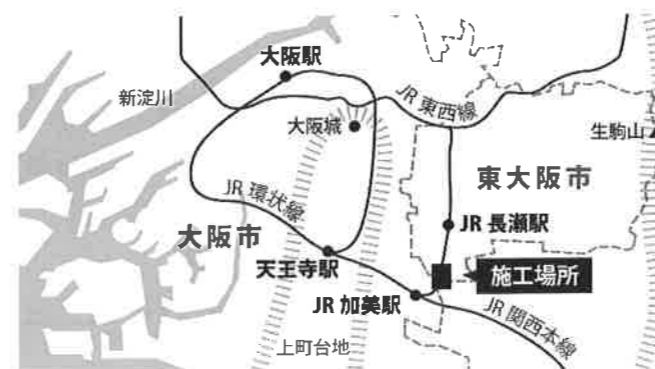 大阪駅
新淀川
JR 東西線
大阪城
生駒山
東大阪市
JR 環状線
JR 長瀬駅
大阪市
天王寺駅
施工場所
JR 加美駅
JR 関西本線
上町台地